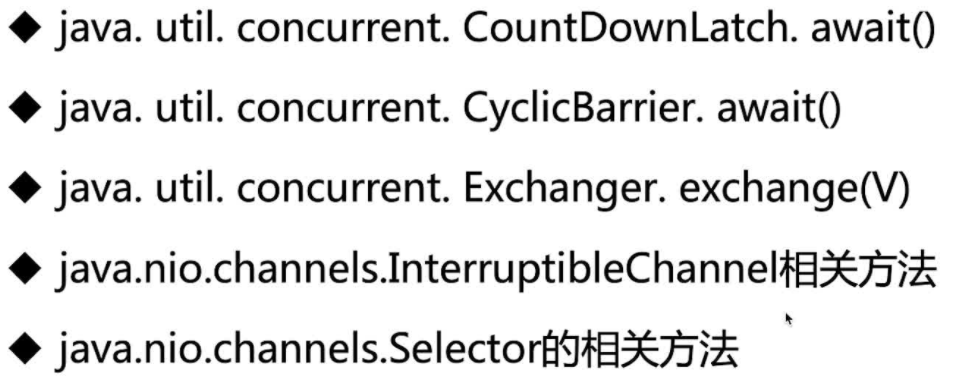 ◆ java. util. concurrent. CountDownLatch. await()
◆ java. util. concurrent. CyclicBarrier. await()
◆ java. util. concurrent. Exchanger. exchange(V)
◆ java.nio.channels.InterruptibleChannel相关方法
◆ java.nio.channels.Selector的相关方法